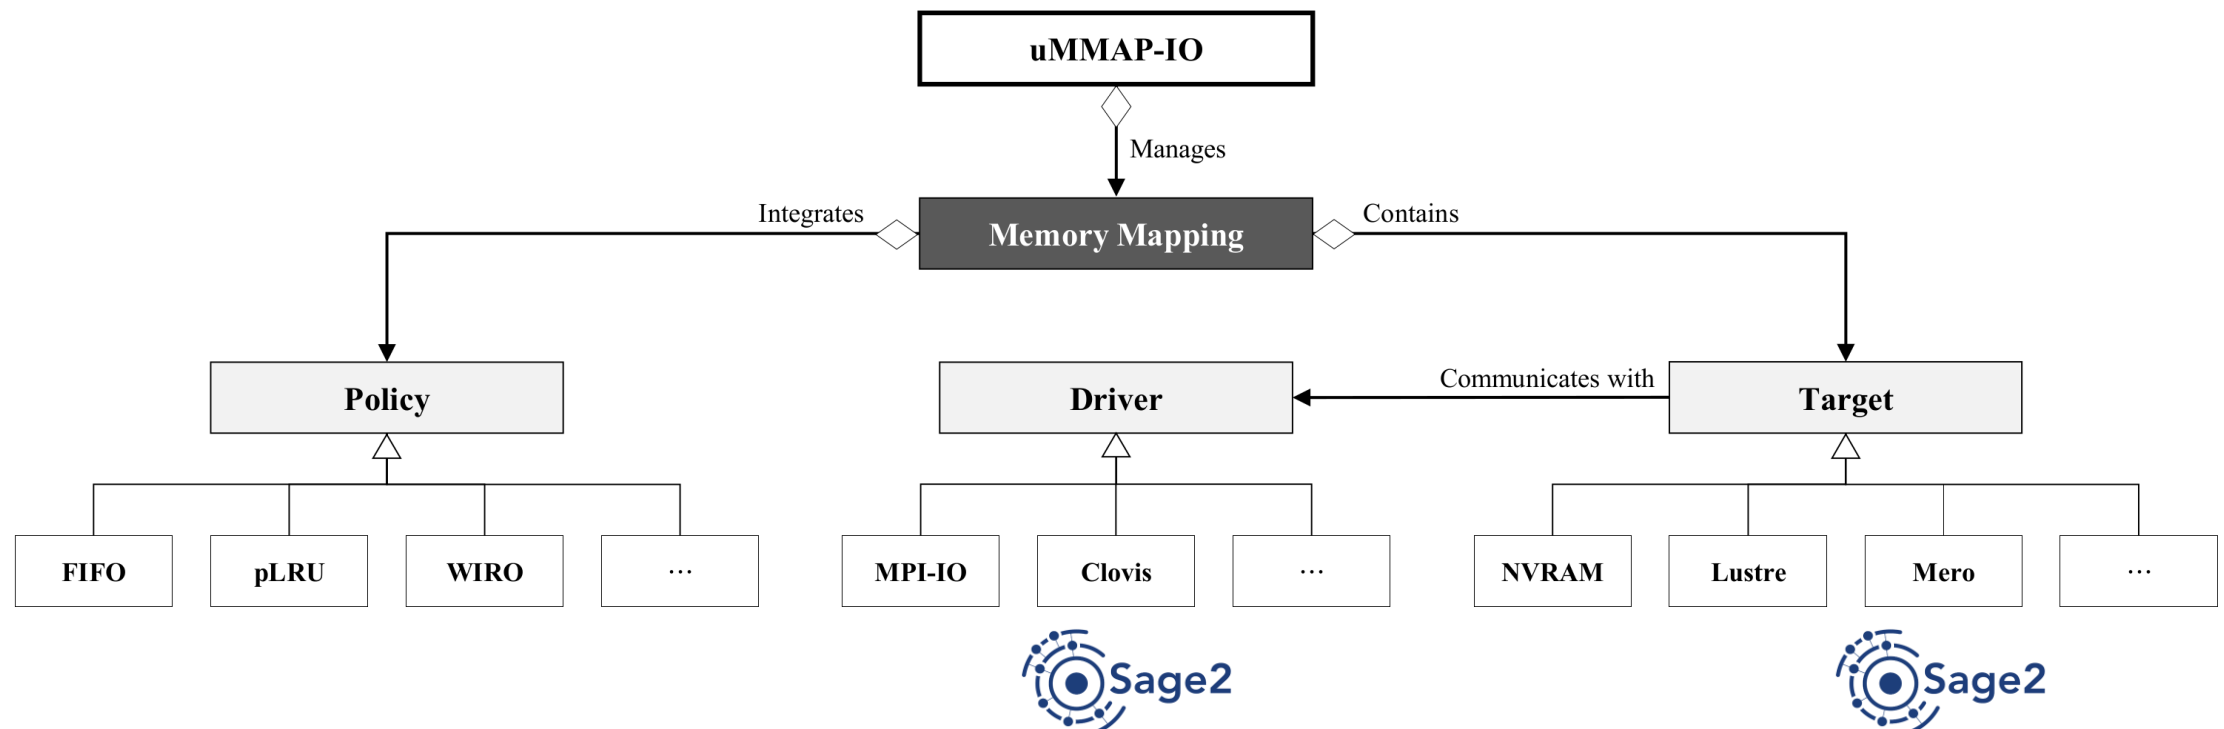 uMMAP-IO
Manages
Integrates
Memory Mapping
Contains
Policy
Driver
Communicates with
Target
FIFO
pLRU
WIRO
...
MPI-IO
Clovis
...
NVRAM
Lustre
Mero
...
Sage2
Sage2